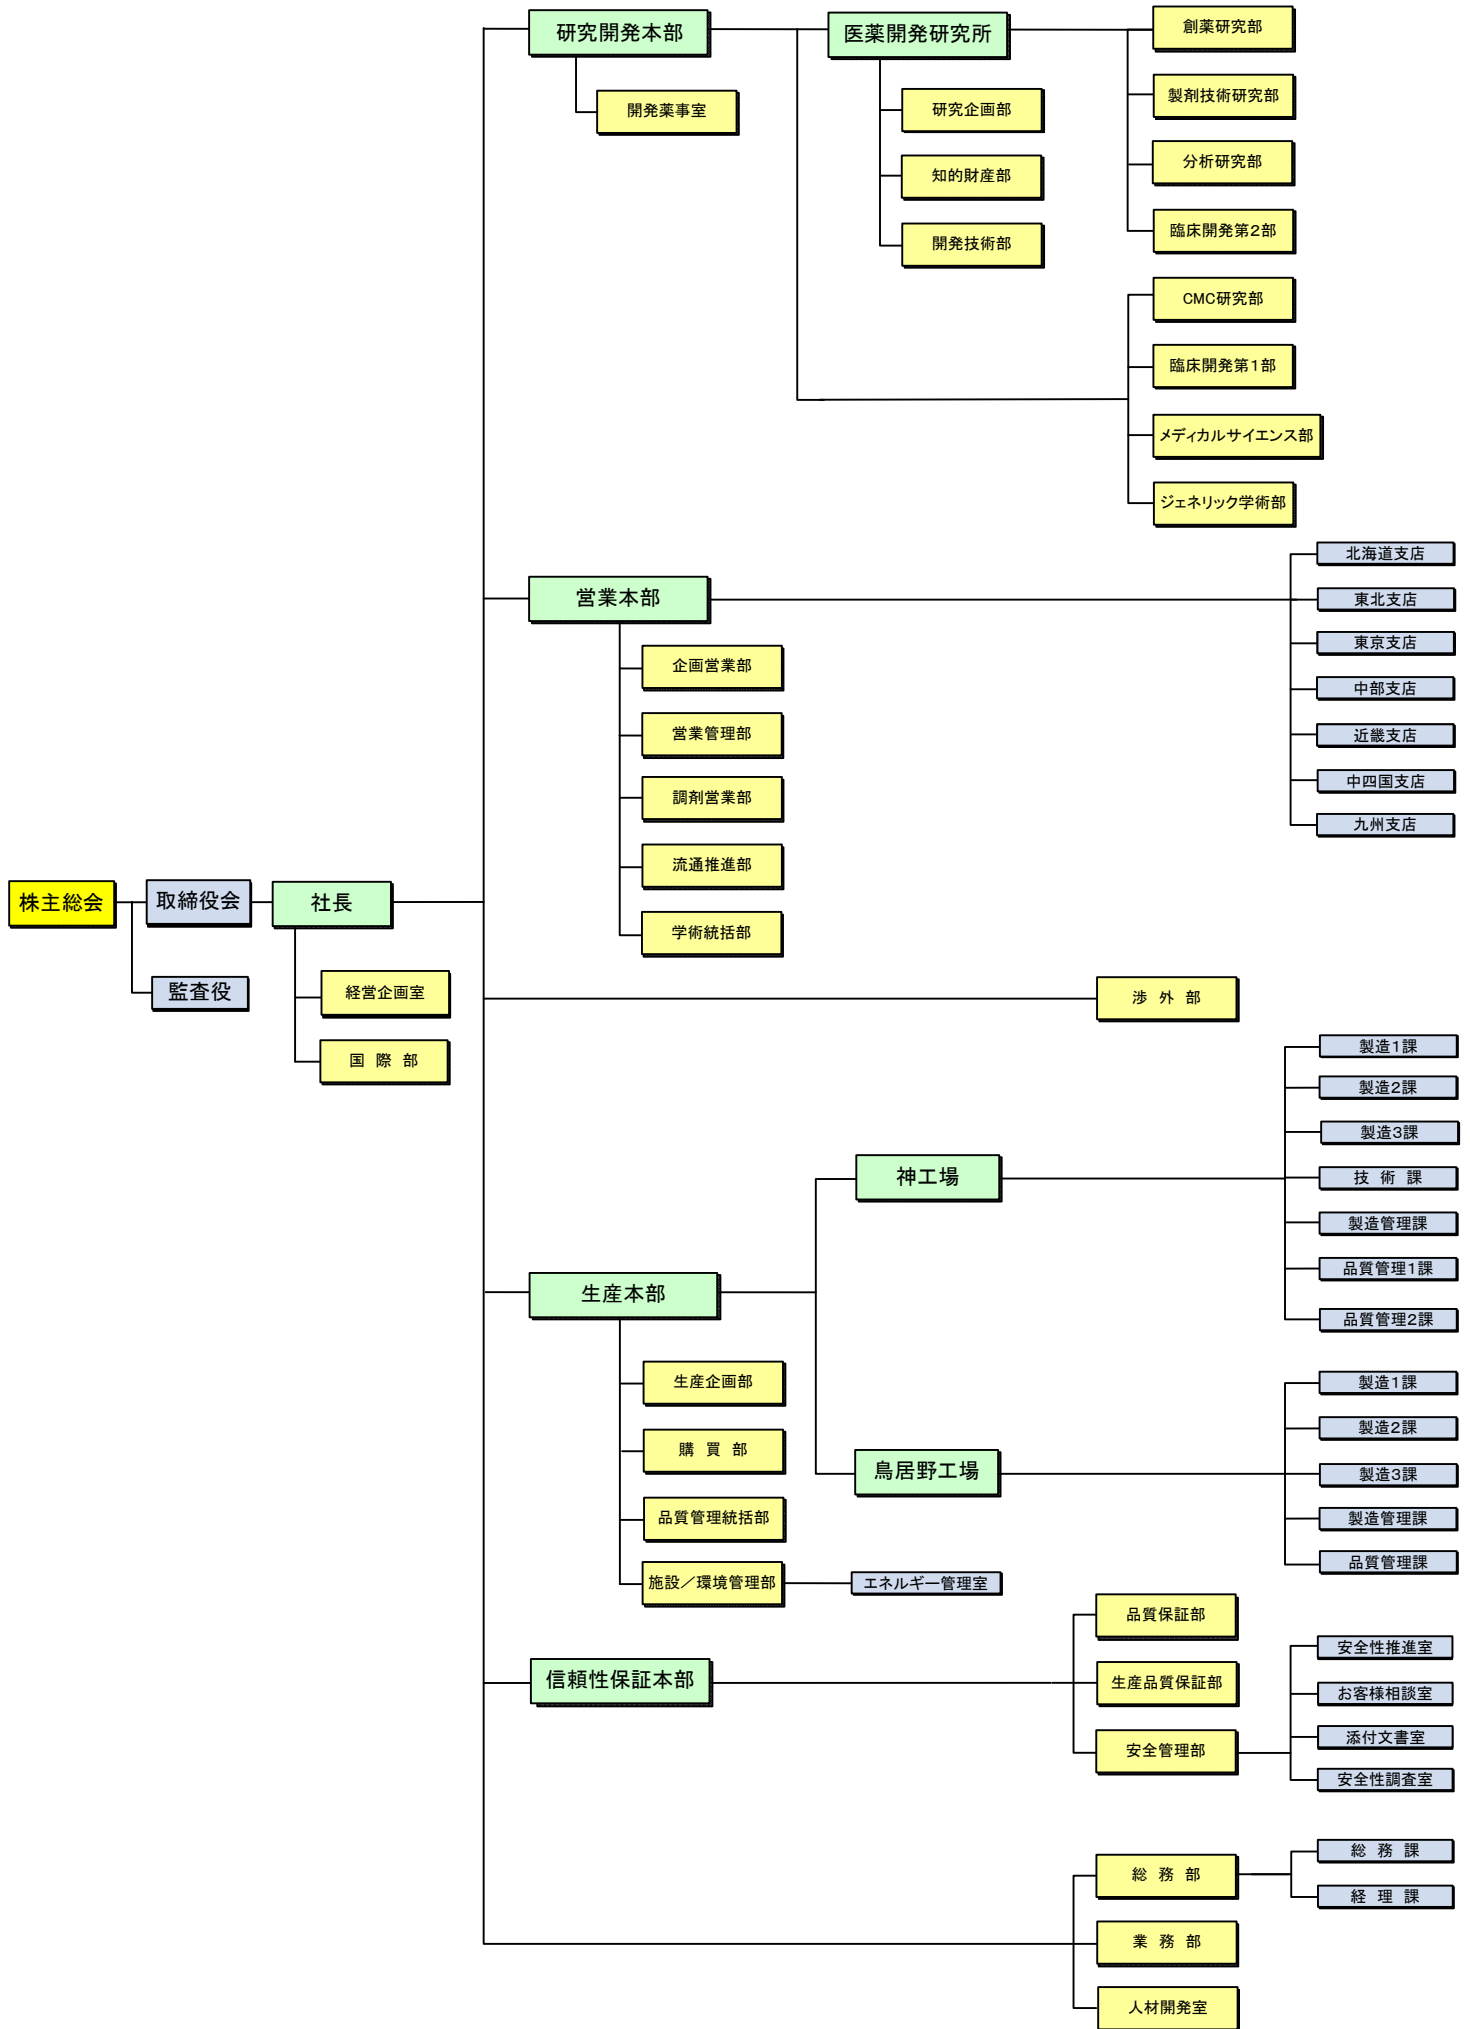 研究開発本部
開発薬事室
医薬開発研究所
研究企画部
知的財産部
開発技術部
創薬研究部
製剤技術研究部
分析研究部
臨床開発第2部
CMC研究部
臨床開発第1部
メディカルサイエンス部
ジェネリック学術部
営業本部
企画営業部
営業管理部
調剤営業部
流通推進部
学術統括部
北海道支店
東北支店
東京支店
中部支店
近畿支店
中四国支店
九州支店
株主総会
取締役会
監査役
社長
経営企画室
国 際 部
渉 外 部
生産本部
生産企画部
購 買 部
品質管理統括部
施設／環境管理部
エネルギー管理室
神工場
製造1課
製造2課
製造3課
技 術 課
製造管理課
品質管理1課
品質管理2課
鳥居野工場
製造1課
製造2課
製造3課
製造管理課
品質管理課
信頼性保証本部
品質保証部
生産品質保証部
安全管理部
安全性推進室
お客様相談室
添付文書室
安全性調査室
総 務 部
総 務 課
経 理 課
業 務 部
人材開発室